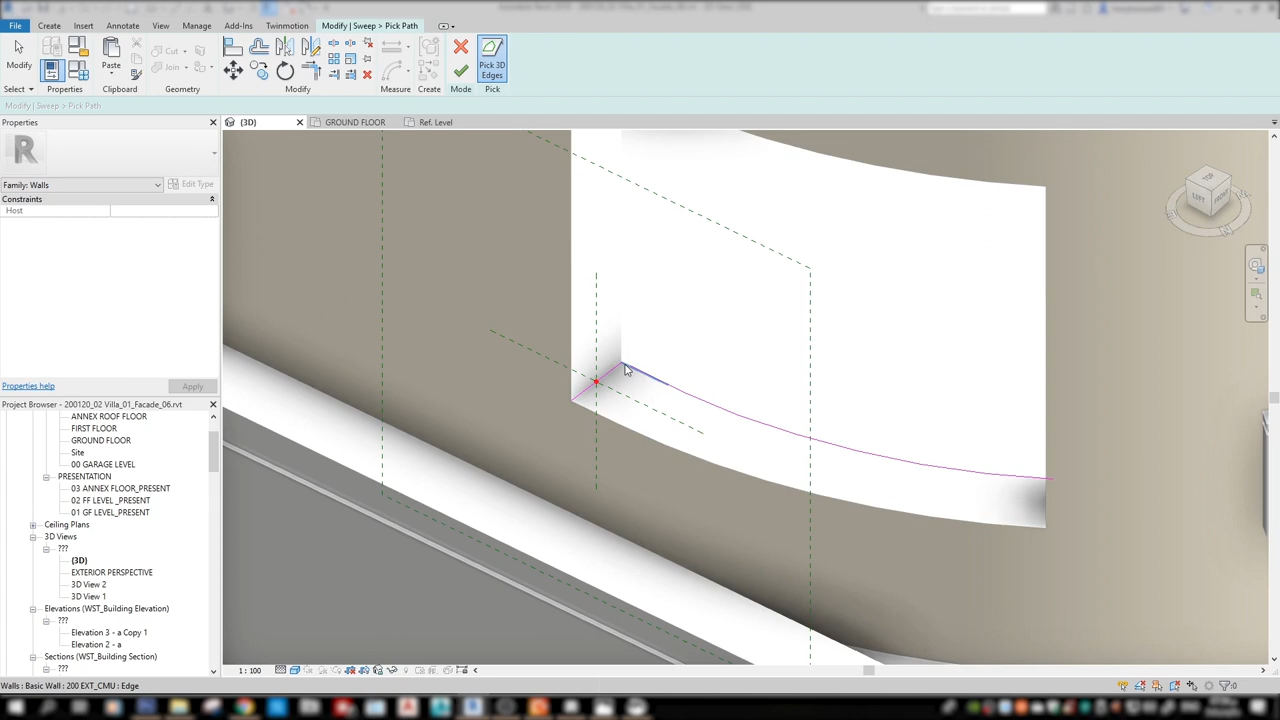 File
Create
Insert
Annotate
View
Manage
Add-Ins
Twinmotion
Modify | Sweep > Pick Path
Modify
Paste
Cut
Join
Pick 3D
Edges
Select
Properties
Clipboard
Geometry
Modify
Measure
Create
Mode
Pick
Modify | Sweep > Pick Path
Properties
(3D)
GROUND FLOOR
Ref. Level
Family: Walls
Edit Type
Constraints
Host
TOP
LEFT
FRONT
Properties help
Apply
Project Browser - 200120_02 Villa_01_Facade_06.rvt
ANNEX ROOF FLOOR
FIRST FLOOR
GROUND FLOOR
Site
00 GARAGE LEVEL
PRESENTATION
03 ANNEX FLOOR_PRESENT
02 FF LEVEL _PRESENT
01 GF LEVEL_PRESENT
Ceiling Plans
3D Views
???
{3D}
EXTERIOR PERSPECTIVE
3D View 2
3D View 1
Elevations (WST_Building Elevation)
???
Elevation 3 - a Copy 1
Elevation 2 - a
Sections (WST_Building Section)
???
1 : 100
Walls : Basic Wall : 200 EXT_CMU : Edge
:0